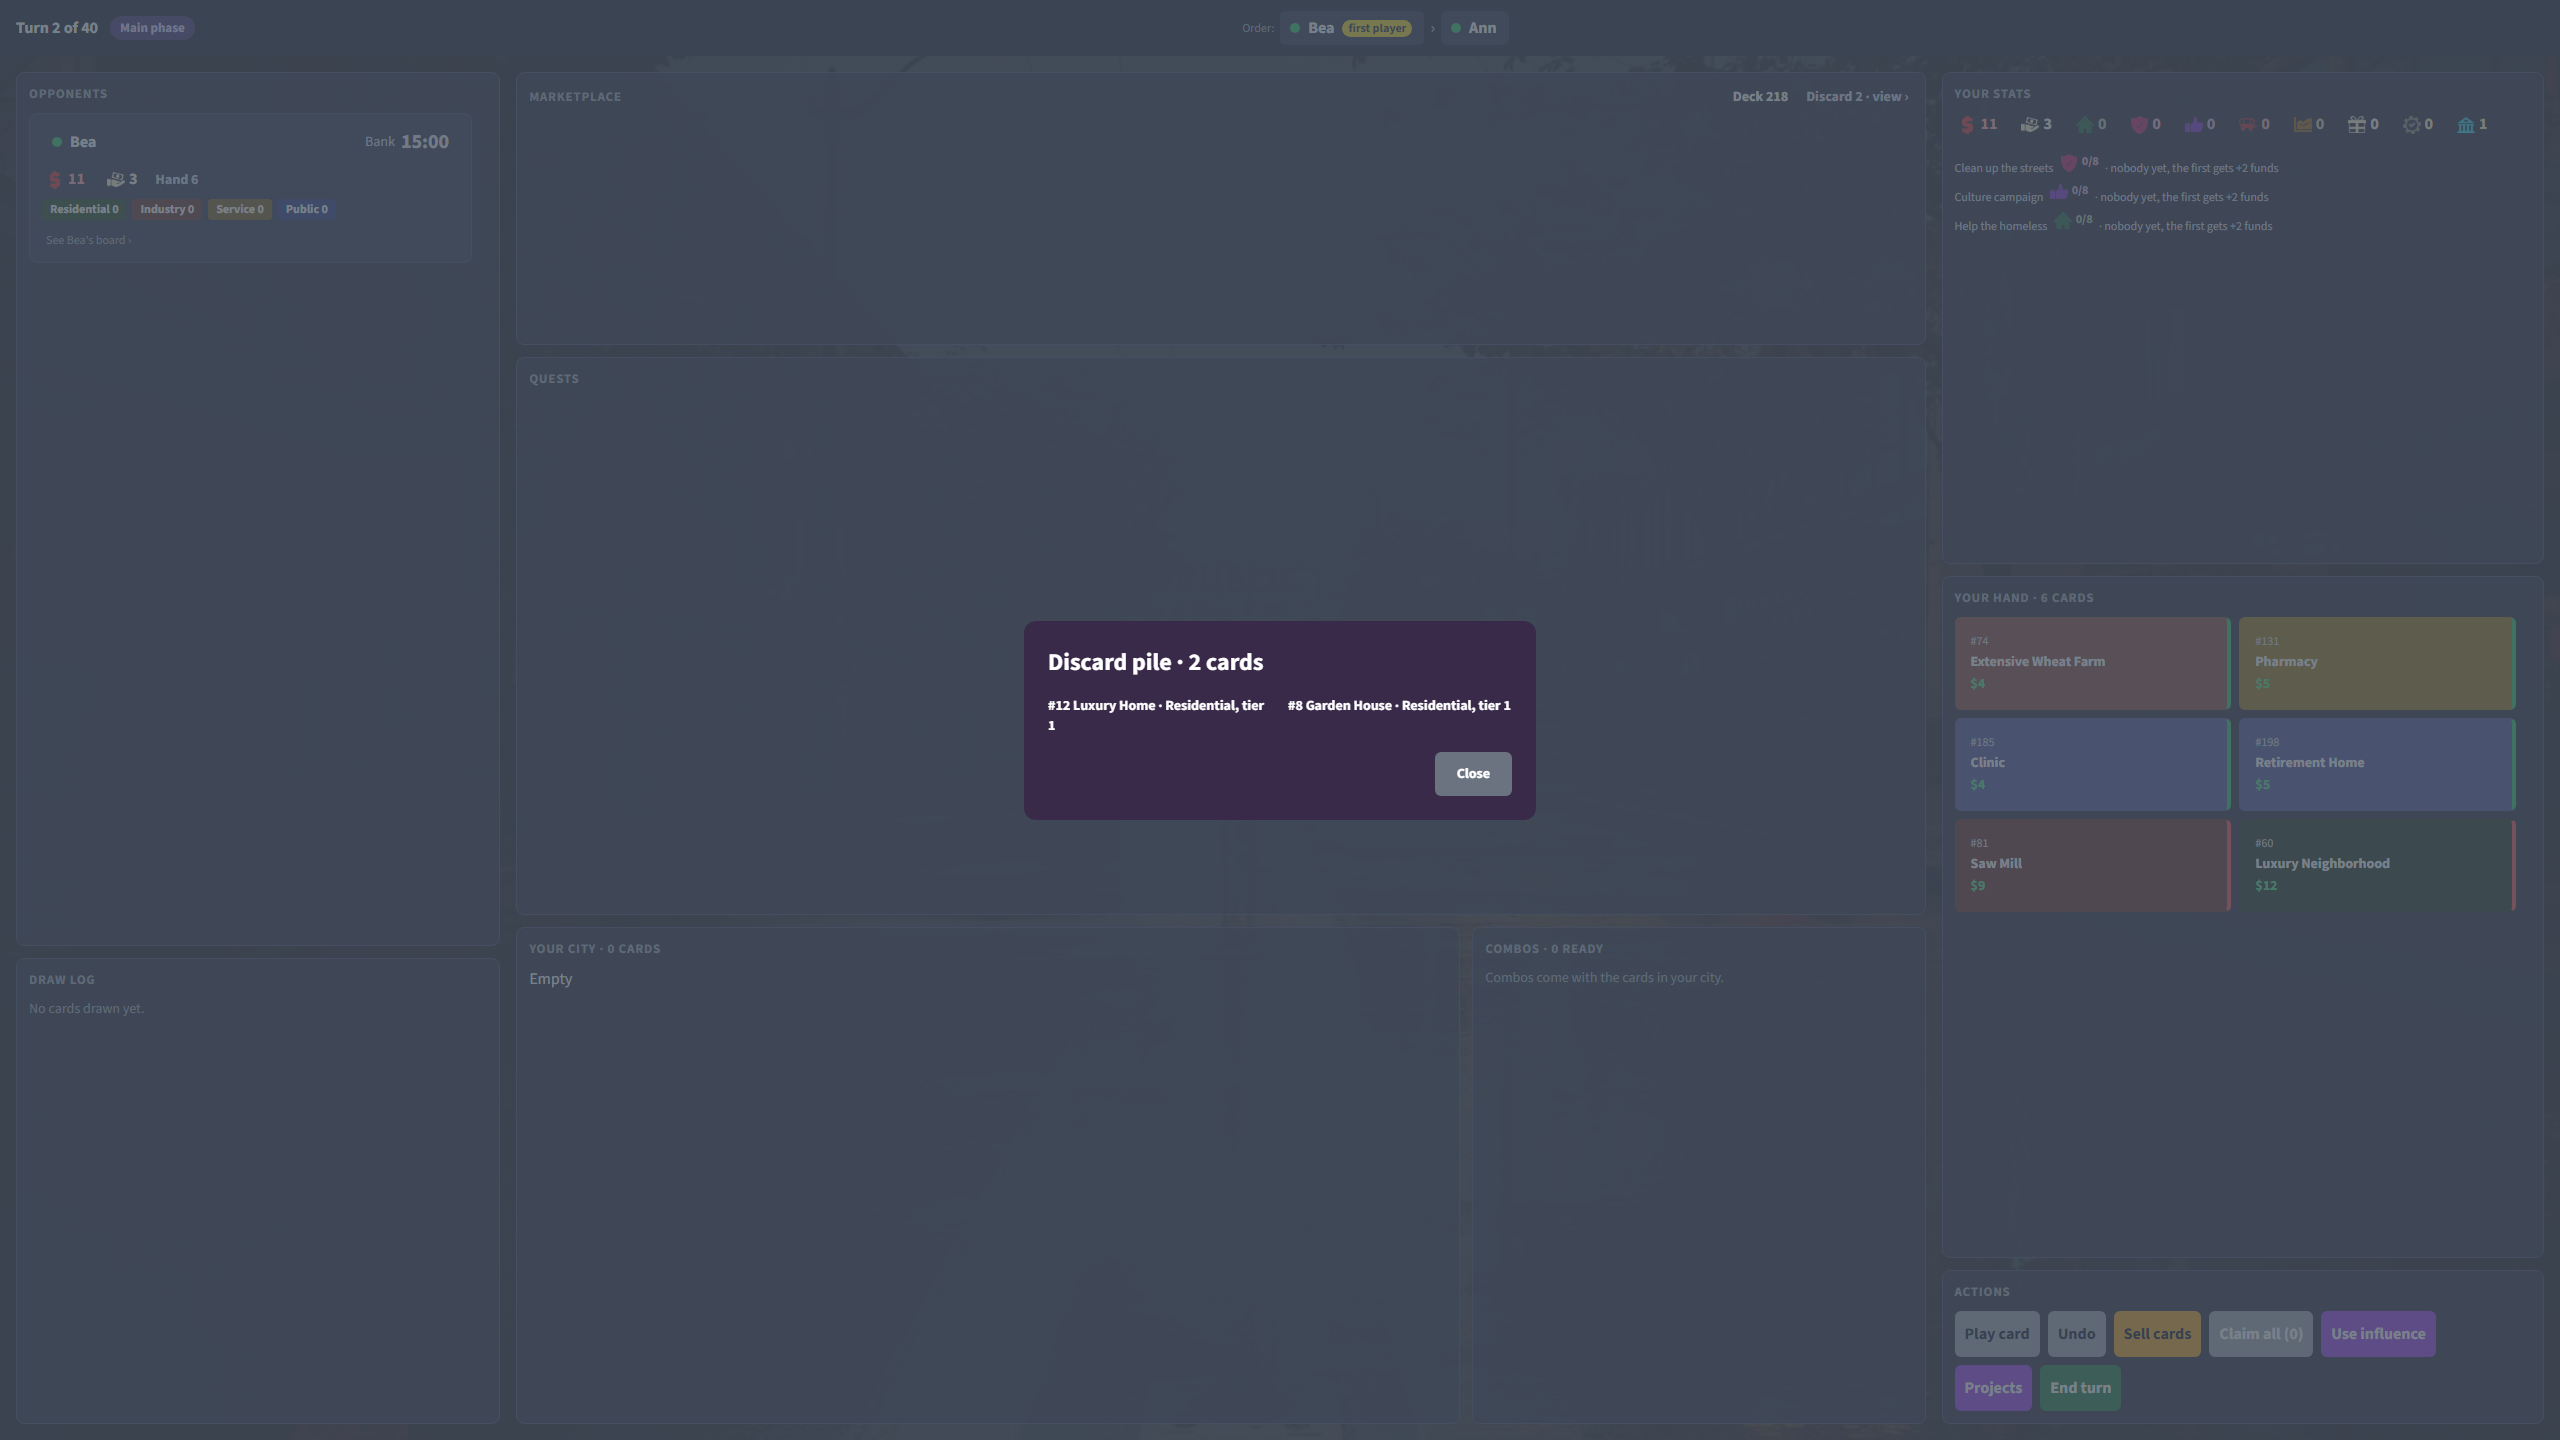 Turn 2 of 40 Main phase
Order: Bea first player › Ann
OPPONENTS
Bea Bank 15:00
$ 11 3 Hand 6
Residential 0 Industry 0 Service 0 Public 0
See Bea's board ›
DRAW LOG
No cards drawn yet.
MARKETPLACE Deck 218 Discard 2 · view ›
QUESTS
Discard pile · 2 cards
#12 Luxury Home · Residential, tier
1
#8 Garden House · Residential, tier 1
Close
YOUR CITY · 0 CARDS
Empty
COMBOS · 0 READY
Combos come with the cards in your city.
YOUR STATS
$ 11 3 0 0 0 0 0 0 0 1
Clean up the streets 0/8 · nobody yet, the first gets +2 funds
Culture campaign 0/8 · nobody yet, the first gets +2 funds
Help the homeless 0/8 · nobody yet, the first gets +2 funds
YOUR HAND · 6 CARDS
#74
Extensive Wheat Farm
$4
#131
Pharmacy
$5
#185
Clinic
$4
#198
Retirement Home
$5
#81
Saw Mill
$9
#60
Luxury Neighborhood
$12
ACTIONS
Play card Undo Sell cards Claim all (0) Use influence
Projects End turn